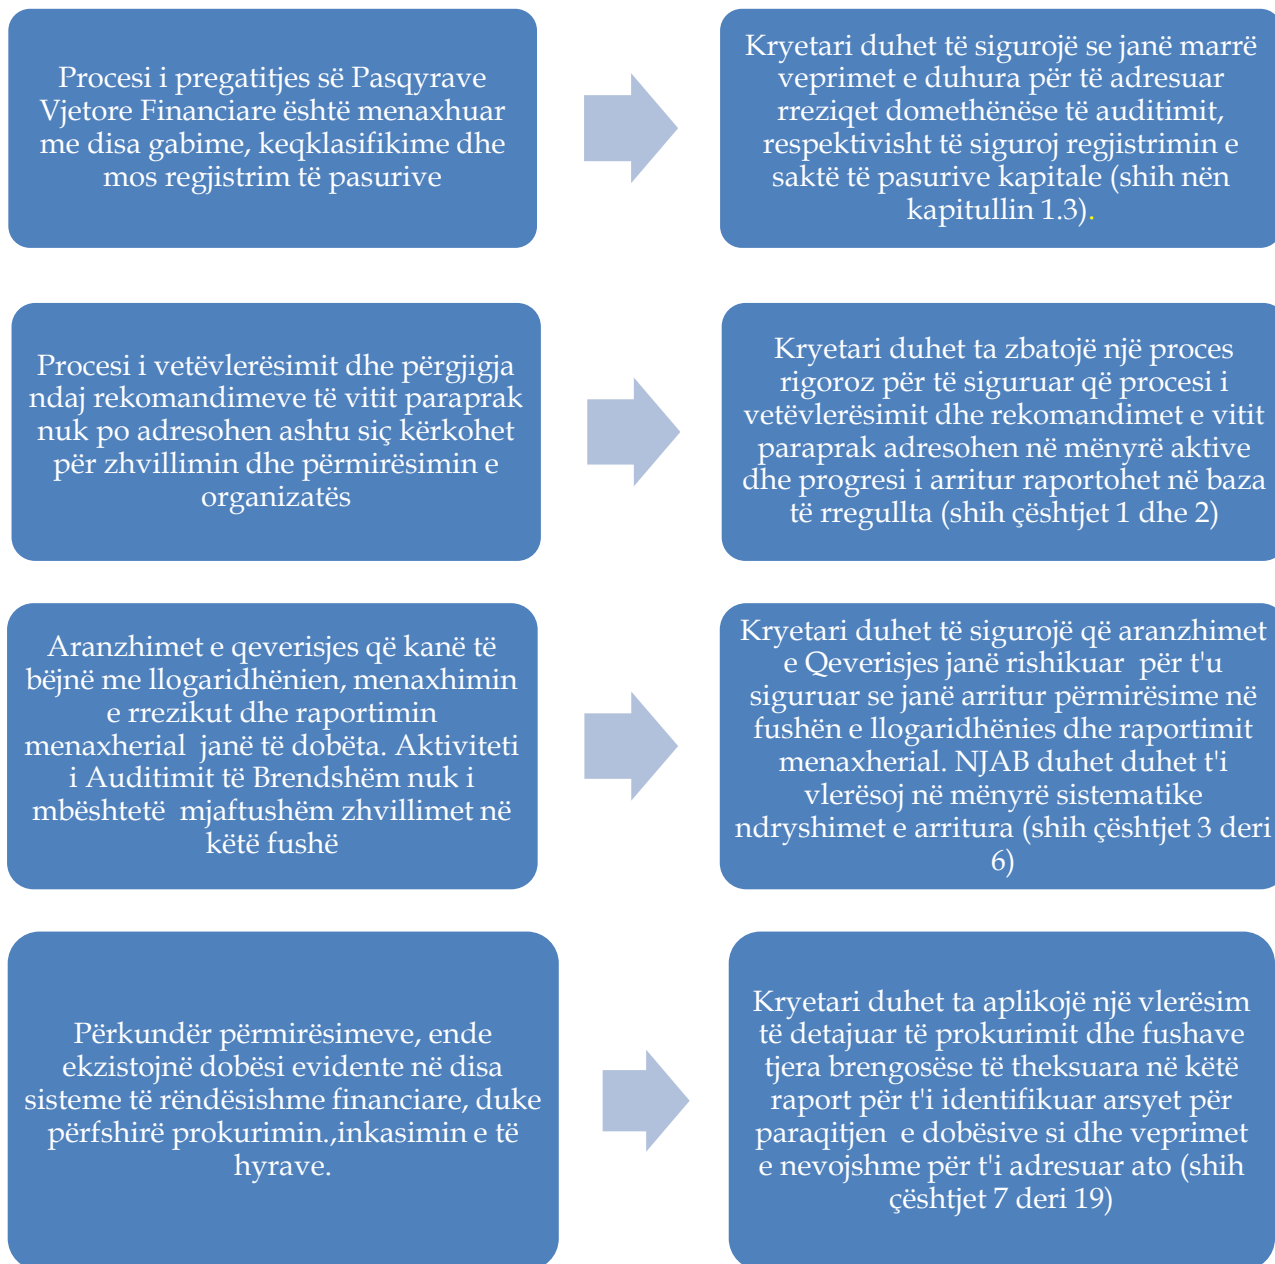 Procesi i pregatitjes së Pasqyrave
Vjetore Financiare është menaxhuar
me disa gabime, keqklasifikime dhe
mos regjistrim të pasurive
Kryetari duhet të sigurojë se janë marrë
veprimet e duhura për të adresuar
rreziqet domethënëse të auditimit,
respektivisht të siguroj regjistrimin e
saktë të pasurive kapitale (shih nën
kapitullin 1.3).
Procesi i vetëvlerësimit dhe përgjigja
ndaj rekomandimeve të vitit paraprak
nuk po adresohen ashtu siç kërkohet
për zhvillimin dhe përmirësimin e
organizatës
Kryetari duhet ta zbatojë një proces
rigoroz për të siguruar që procesi i
vetëvlerësimit dhe rekomandimet e vitit
paraprak adresohen në mënyrë aktive
dhe progresi i arritur raportohet në baza
të rregullta (shih çështjet 1 dhe 2)
Aranzhimet e qeverisjes që kanë të
bëjnë me llogaridhënien, menaxhimin
e rrezikut dhe raportimin
menaxherial janë të dobëta. Aktiviteti
i Auditimit të Brendshëm nuk i
mbështetë mjaftushëm zhvillimet në
këtë fushë
Kryetari duhet të sigurojë që aranzhimet
e Qeverisjes janë rishikuar për t'u
siguruar se janë arritur përmirësime në
fushën e llogaridhënies dhe raportimit
menaxherial. NJAB duhet duhet t'i
vlerësoj në mënyrë sistematike
ndryshimet e arritura (shih çështjet 3 deri
6)
Përkundër përmirësimeve, ende
ekzistojnë dobësi evidente në disa
sisteme të rëndësishme financiare, duke
përfshirë prokurimin.,inkasimin e të
hyrave.
Kryetari duhet ta aplikojë një vlerësim
të detajuar të prokurimit dhe fushave
tjera brengosëse të theksuara në këtë
raport për t'i identifikuar arsyet për
paraqitjen e dobësive si dhe veprimet
e nevojshme për t'i adresuar ato (shih
çështjet 7 deri 19)